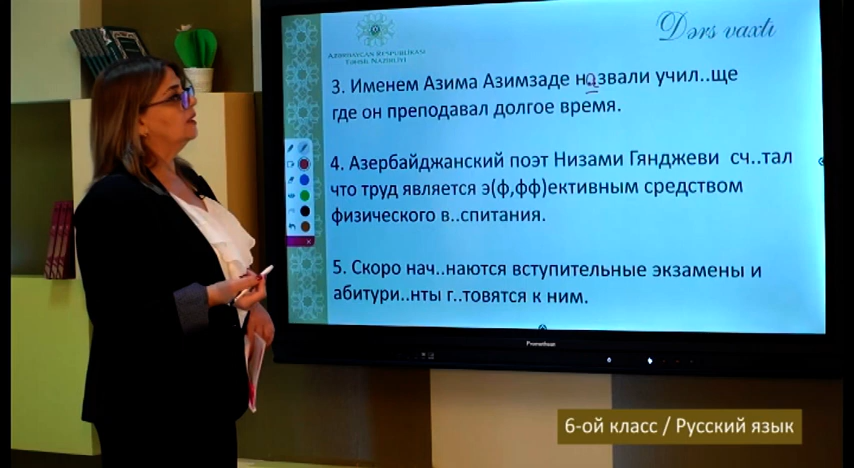 Dərs vaxtı
AZƏRBAYCAN RESPUBLİKASI
TƏHSİL NAZİRLİYİ
3. Именем Азима Азимзаде назвали учил..ще
где он преподавал долгое время.
4. Азербайджанский поэт Низами Гянджеви сч..тал
что труд является э(ф,фф)ективным средством
физического в..спитания.
5. Скоро нач..наются вступительные экзамены и
абитури..нты г..товятся к ним.
Promethean
6-ой класс / Русский язык